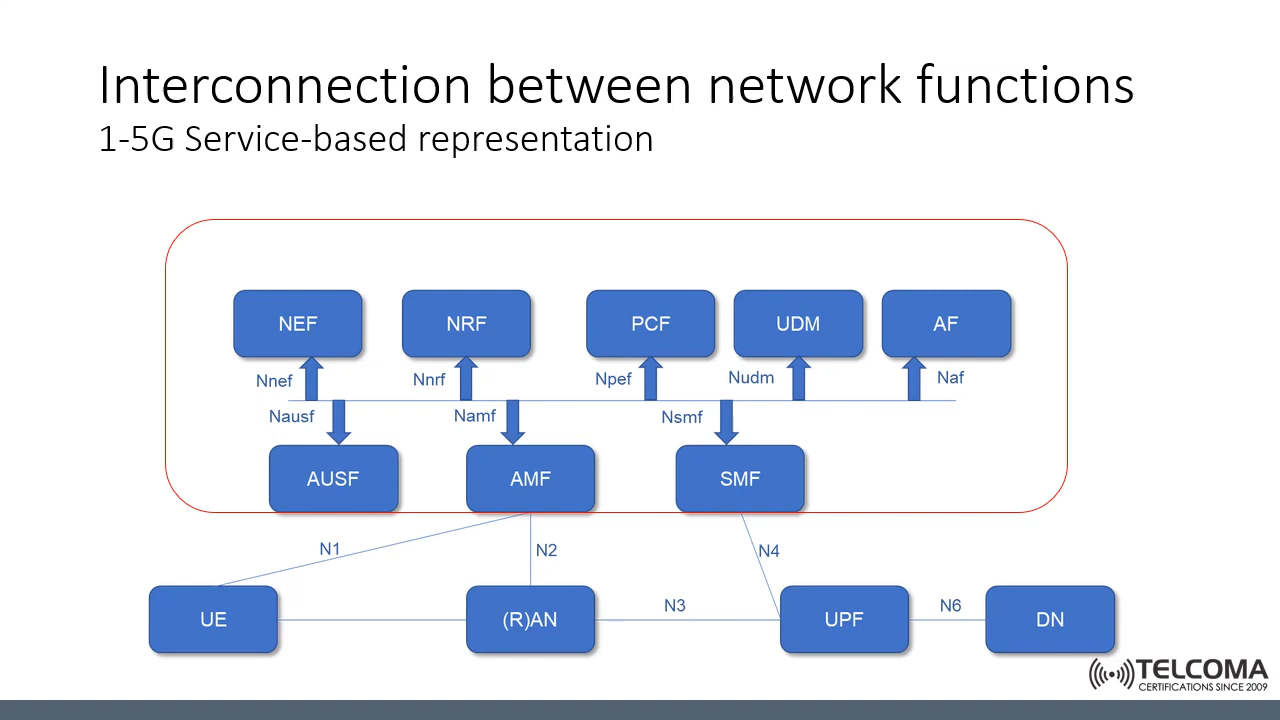 Interconnection between network functions
1-5G Service-based representation
NEF
NRF
PCF
UDM
AF
Nnef
Nnrf
Npef
Nudm
Naf
Nausf
Namf
Nsmf
AUSF
AMF
SMF
N1
N2
N4
UE
(R)AN
N3
UPF
N6
DN
TELCOMA
CERTIFICATIONS SINCE 2009